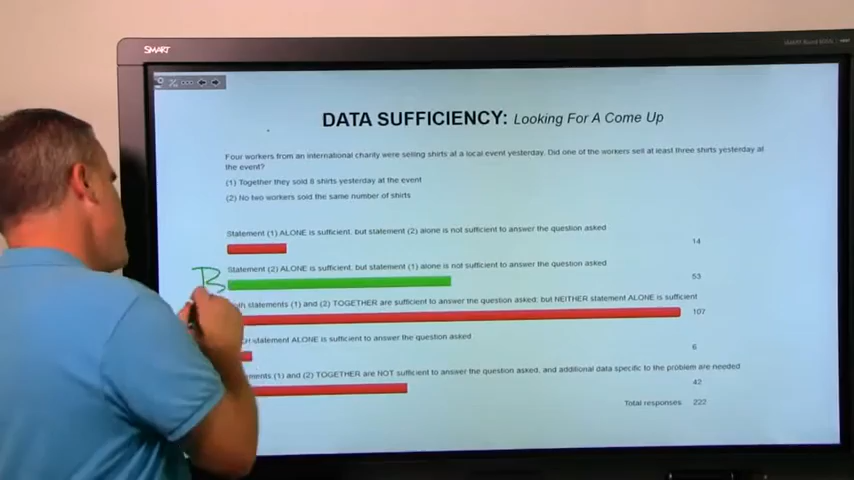 SMART
DATA SUFFICIENCY: Looking For A Come Up
Four workers from an international charity were selling shirts at a local event yesterday. Did one of the workers sell at least three shirts yesterday at
the event?
(1) Together they sold 8 shirts yesterday at the event
(2) No two workers sold the same number of shirts
Statement (1) ALONE is sufficient, but statement (2) alone is not sufficient to answer the question asked
14
B
Statement (2) ALONE is sufficient, but statement (1) alone is not sufficient to answer the question asked
53
statements (1) and (2) TOGETHER are sufficient to answer the question asked; but NEITHER statement ALONE is sufficient
107
statement ALONE is sufficient to answer the question asked
6
(1) and (2) TOGETHER are NOT sufficient to answer the question asked, and additional data specific to the problem are needed
42
Total responses: 222